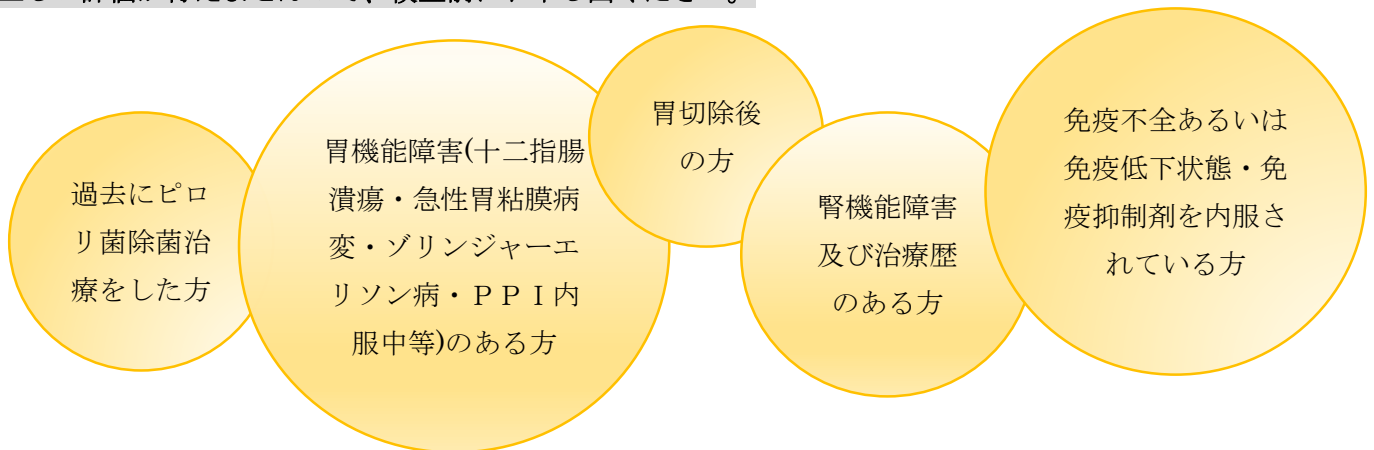 過去にピロ
リ菌除菌治
療をした方
胃機能障害(十二指腸
潰瘍・急性胃粘膜病
変・ゾリンジャーエ
リソン病・ＰＰＩ内
服中等)のある方
胃切除後
の方
腎機能障害
及び治療歴
のある方
免疫不全あるいは
免疫低下状態・免
疫抑制剤を内服さ
れている方